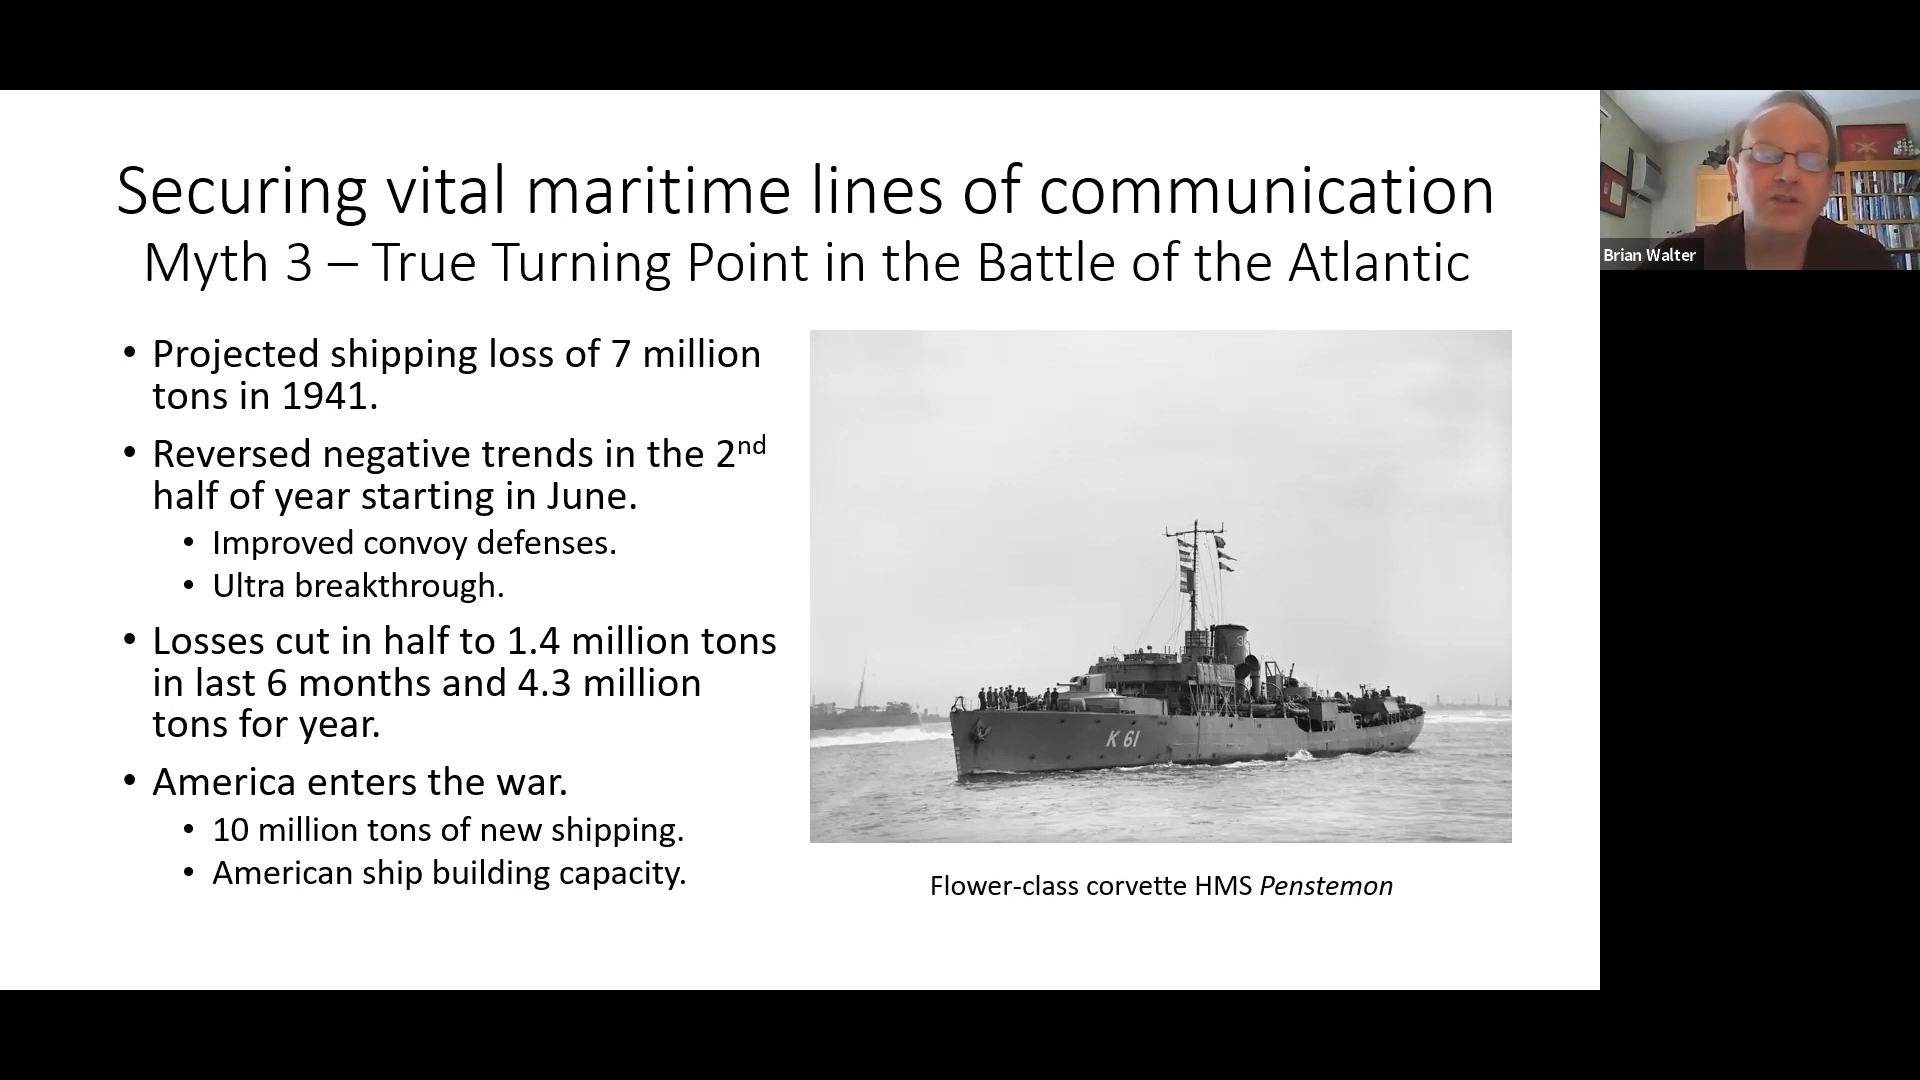 Securing vital maritime lines of communication
Myth 3 – True Turning Point in the Battle of the Atlantic
• Projected shipping loss of 7 million
tons in 1941.
• Reversed negative trends in the 2nd
half of year starting in June.
• Improved convoy defenses.
• Ultra breakthrough.
• Losses cut in half to 1.4 million tons
in last 6 months and 4.3 million
tons for year.
• America enters the war.
• 10 million tons of new shipping.
• American ship building capacity.
K 61
Flower-class corvette HMS Penstemon
Brian Walter